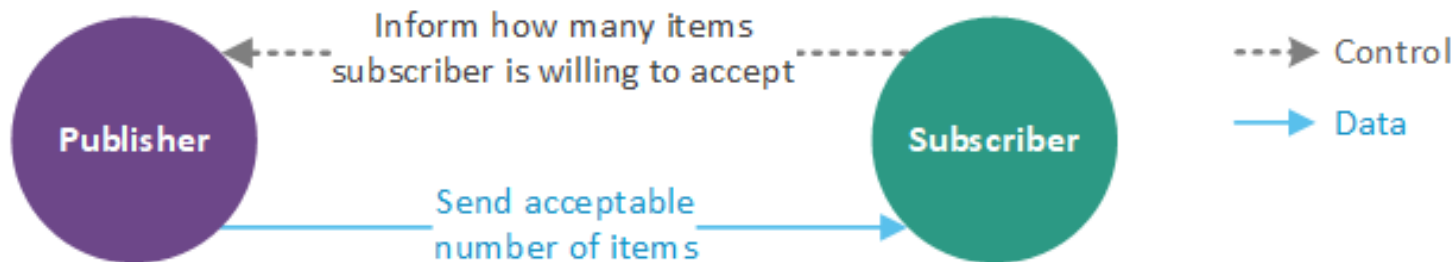 Inform how many items
subscriber is willing to accept
Publisher
Subscriber
Send acceptable
number of items
Control
Data